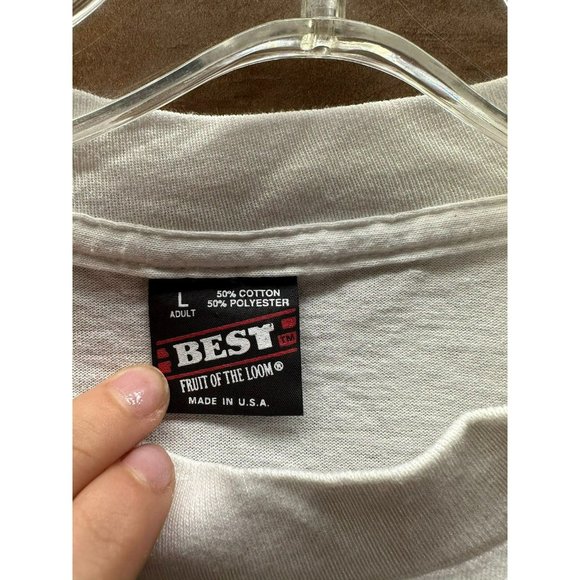 L 50% COTTON
ADULT 50% POLYESTER
BEST TM
FRUIT OF THE LOOM®
MADE IN U.S.A.